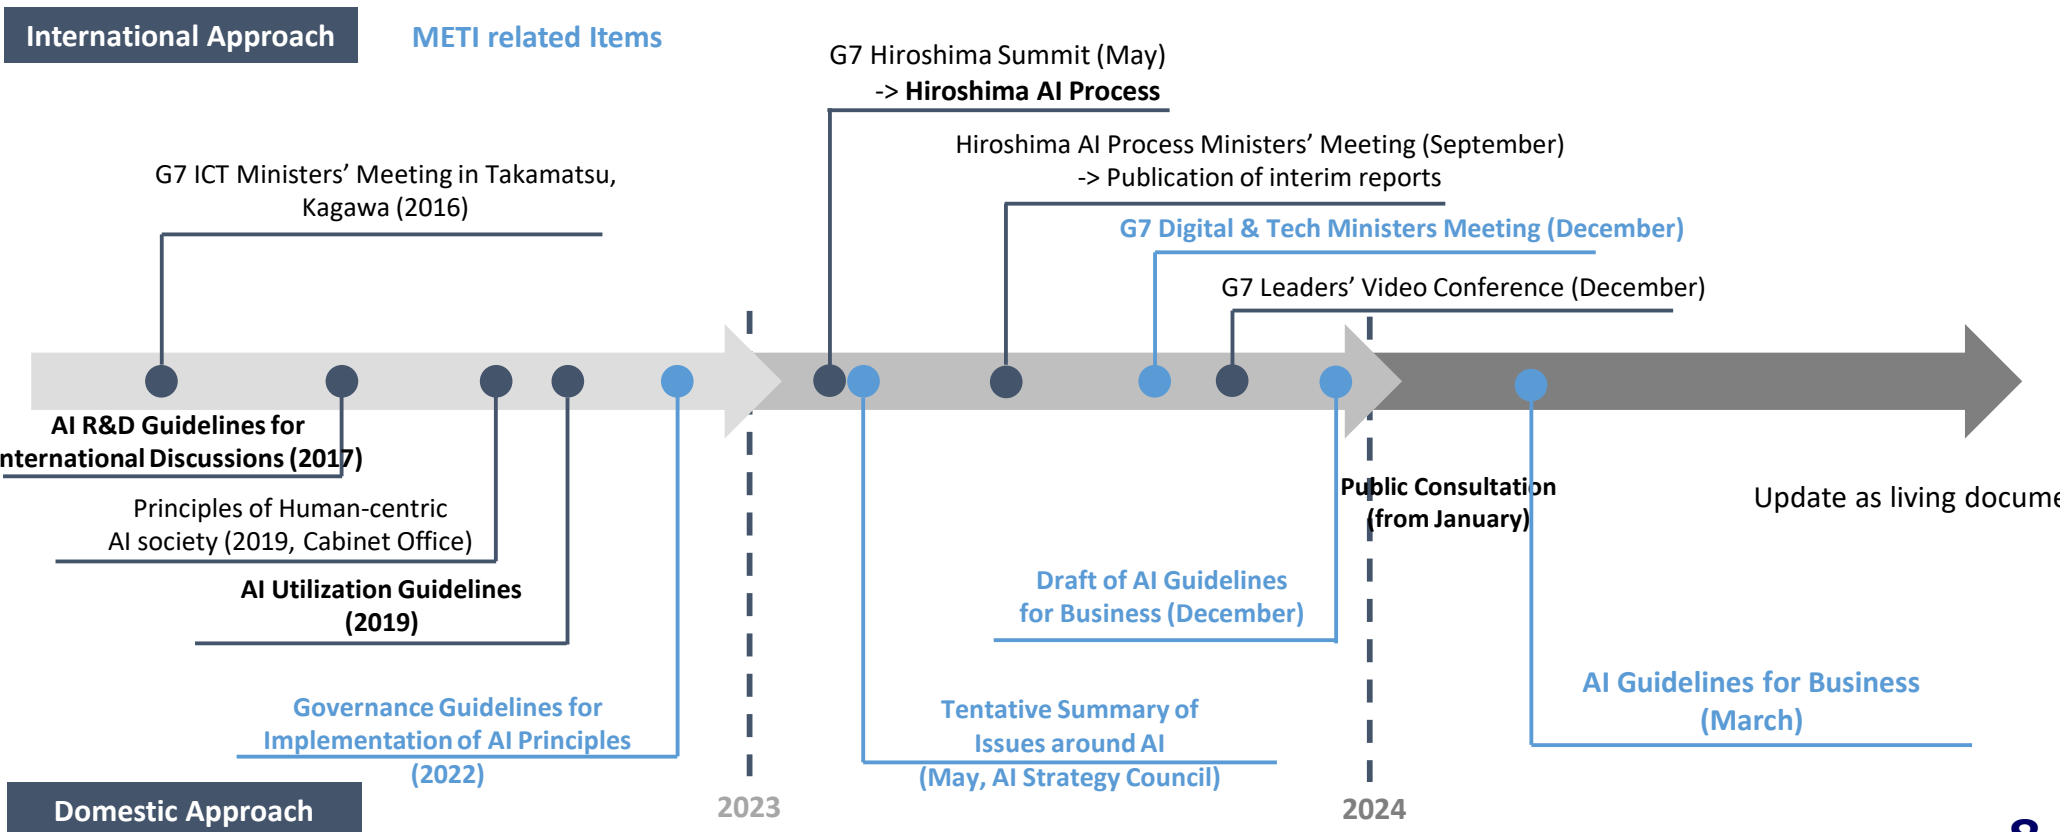 International Approach
METI related Items
G7 Hiroshima Summit (May)
-> Hiroshima AI Process
Hiroshima AI Process Ministers’ Meeting (September)
-> Publication of interim reports
G7 ICT Ministers’ Meeting in Takamatsu,
Kagawa (2016)
G7 Digital & Tech Ministers Meeting (December)
G7 Leaders’ Video Conference (December)
AI R&D Guidelines for
nternational Discussions (2017)
Principles of Human-centric
AI society (2019, Cabinet Office)
AI Utilization Guidelines
(2019)
Governance Guidelines for
Implementation of AI Principles
(2022)
Public Consultation
(from January)
Update as living docume
Draft of AI Guidelines
for Business (December)
Tentative Summary of
Issues around AI
(May, AI Strategy Council)
AI Guidelines for Business
(March)
Domestic Approach
2023
2024
8